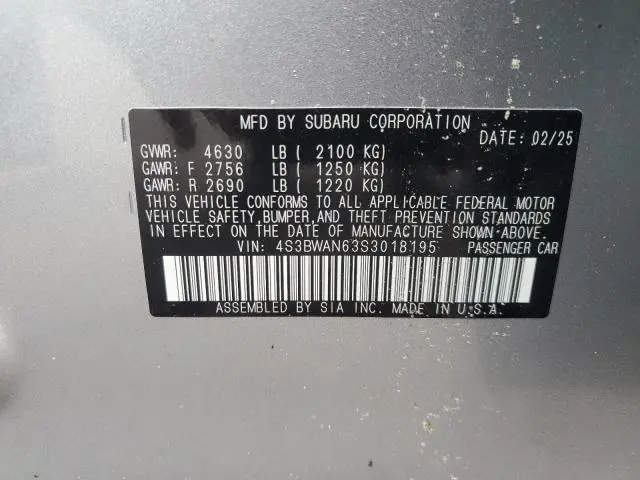 MFD BY SUBARU CORPORATION
DATE: 02/25
GVWR: 4630 LB ( 2100 KG)
GAWR: F 2756 LB ( 1250 KG)
GAWR: R 2690 LB ( 1220 KG)
THIS VEHICLE CONFORMS TO ALL APPLICABLE FEDERAL MOTOR
VEHICLE SAFETY, BUMPER, AND THEFT PREVENTION STANDARDS
IN EFFECT ON THE DATE OF MANUFACTURE SHOWN ABOVE.
VIN: 4S3BWAN63S3018195 PASSENGER CAR
ASSEMBLED BY SIA INC. MADE IN U.S.A.